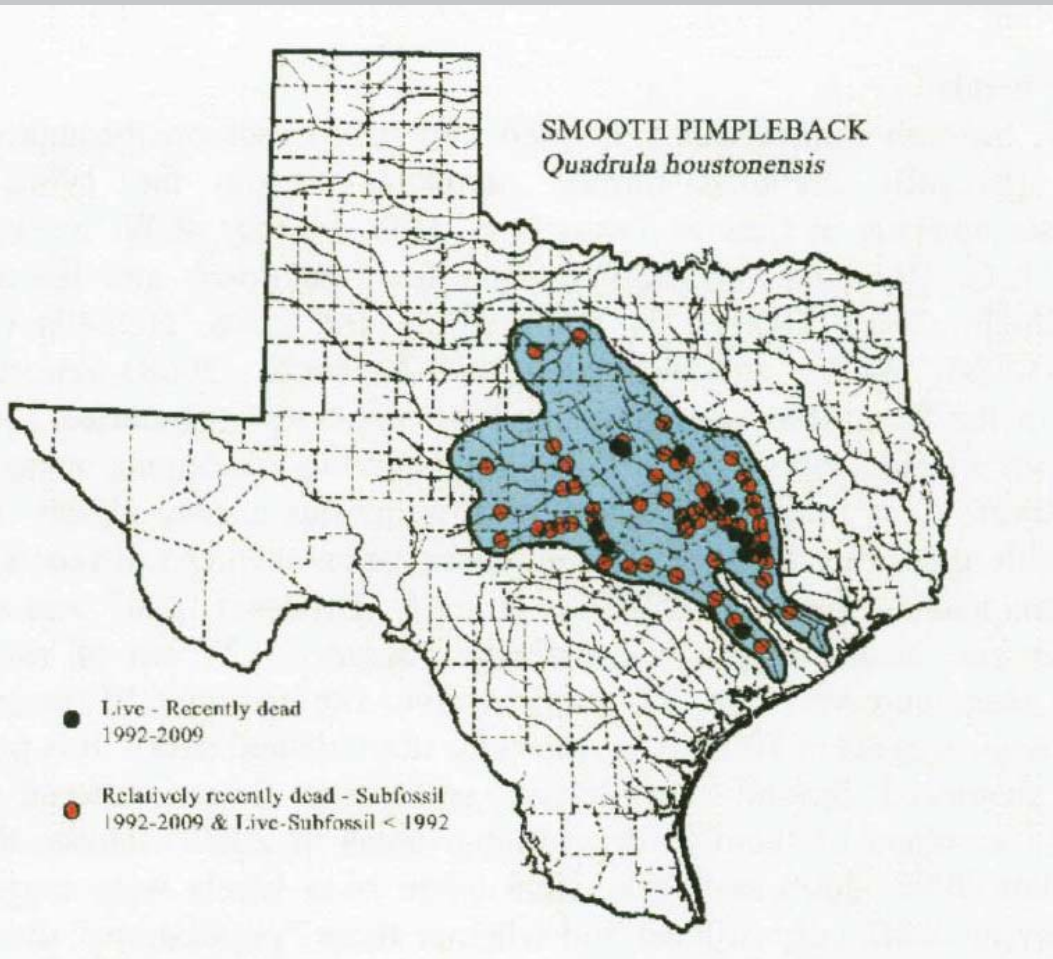 SMOOTH PIMPLEBACK
Quadrula houstonensis
Live - Recently dead
1992-2009
Relatively recently dead - Subfossil
1992-2009 & Live-Subfossil < 1992